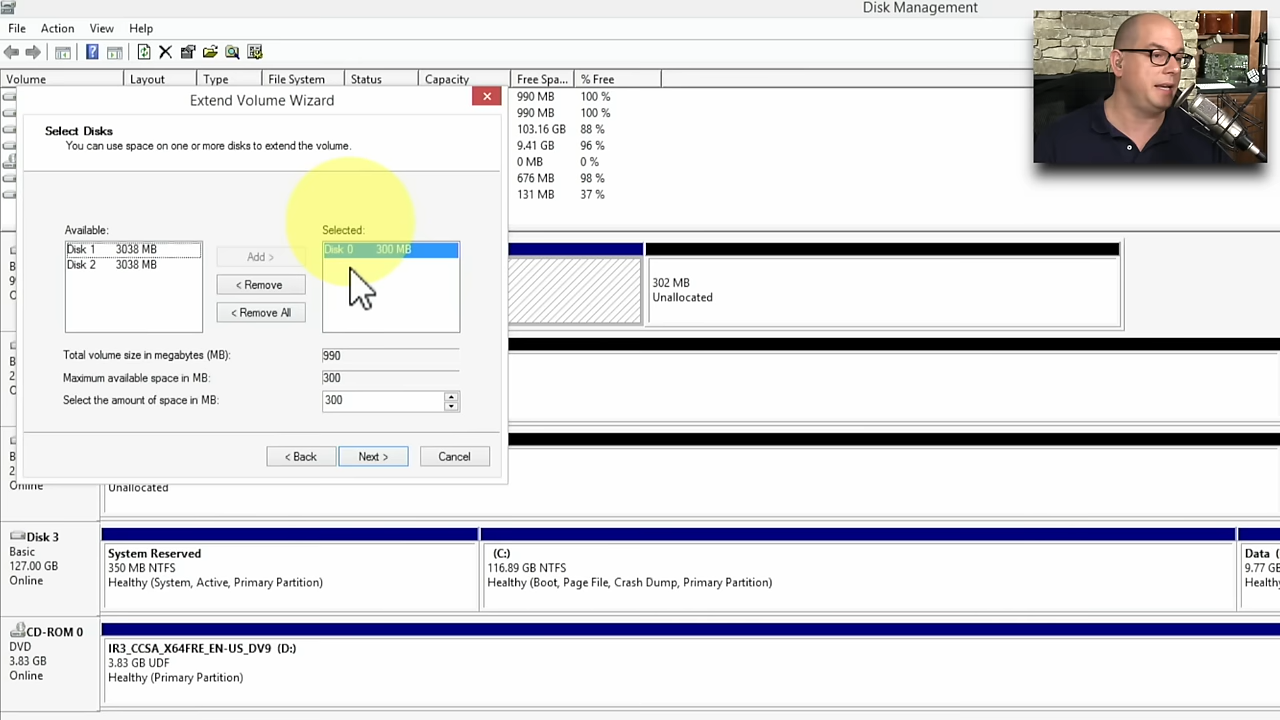 Disk Management
File Action View Help
Volume Layout Type File System Status Capacity Free Spa... % Free
990 MB 100 %
990 MB 100 %
103.16 GB 88 %
9.41 GB 96 %
0 MB 0 %
676 MB 98 %
131 MB 37 %
Extend Volume Wizard
Select Disks
You can use space on one or more disks to extend the volume.
Available:
Disk 1 3038 MB
Disk 2 3038 MB
Add >
< Remove
< Remove All
Selected:
Disk 0 300 MB
Total volume size in megabytes (MB): 990
Maximum available space in MB: 300
Select the amount of space in MB: 300
< Back Next > Cancel
B
9
302 MB
Unallocated
B
2
O
B
2
Online
Unallocated
Disk 3
Basic
127.00 GB
Online
System Reserved
350 MB NTFS
Healthy (System, Active, Primary Partition)
(C:)
116.89 GB NTFS
Healthy (Boot, Page File, Crash Dump, Primary Partition)
Data (
9.77 GB
Healthy
CD-ROM 0
DVD
3.83 GB
Online
IR3_CCSA_X64FRE_EN-US_DV9 (D:)
3.83 GB UDF
Healthy (Primary Partition)